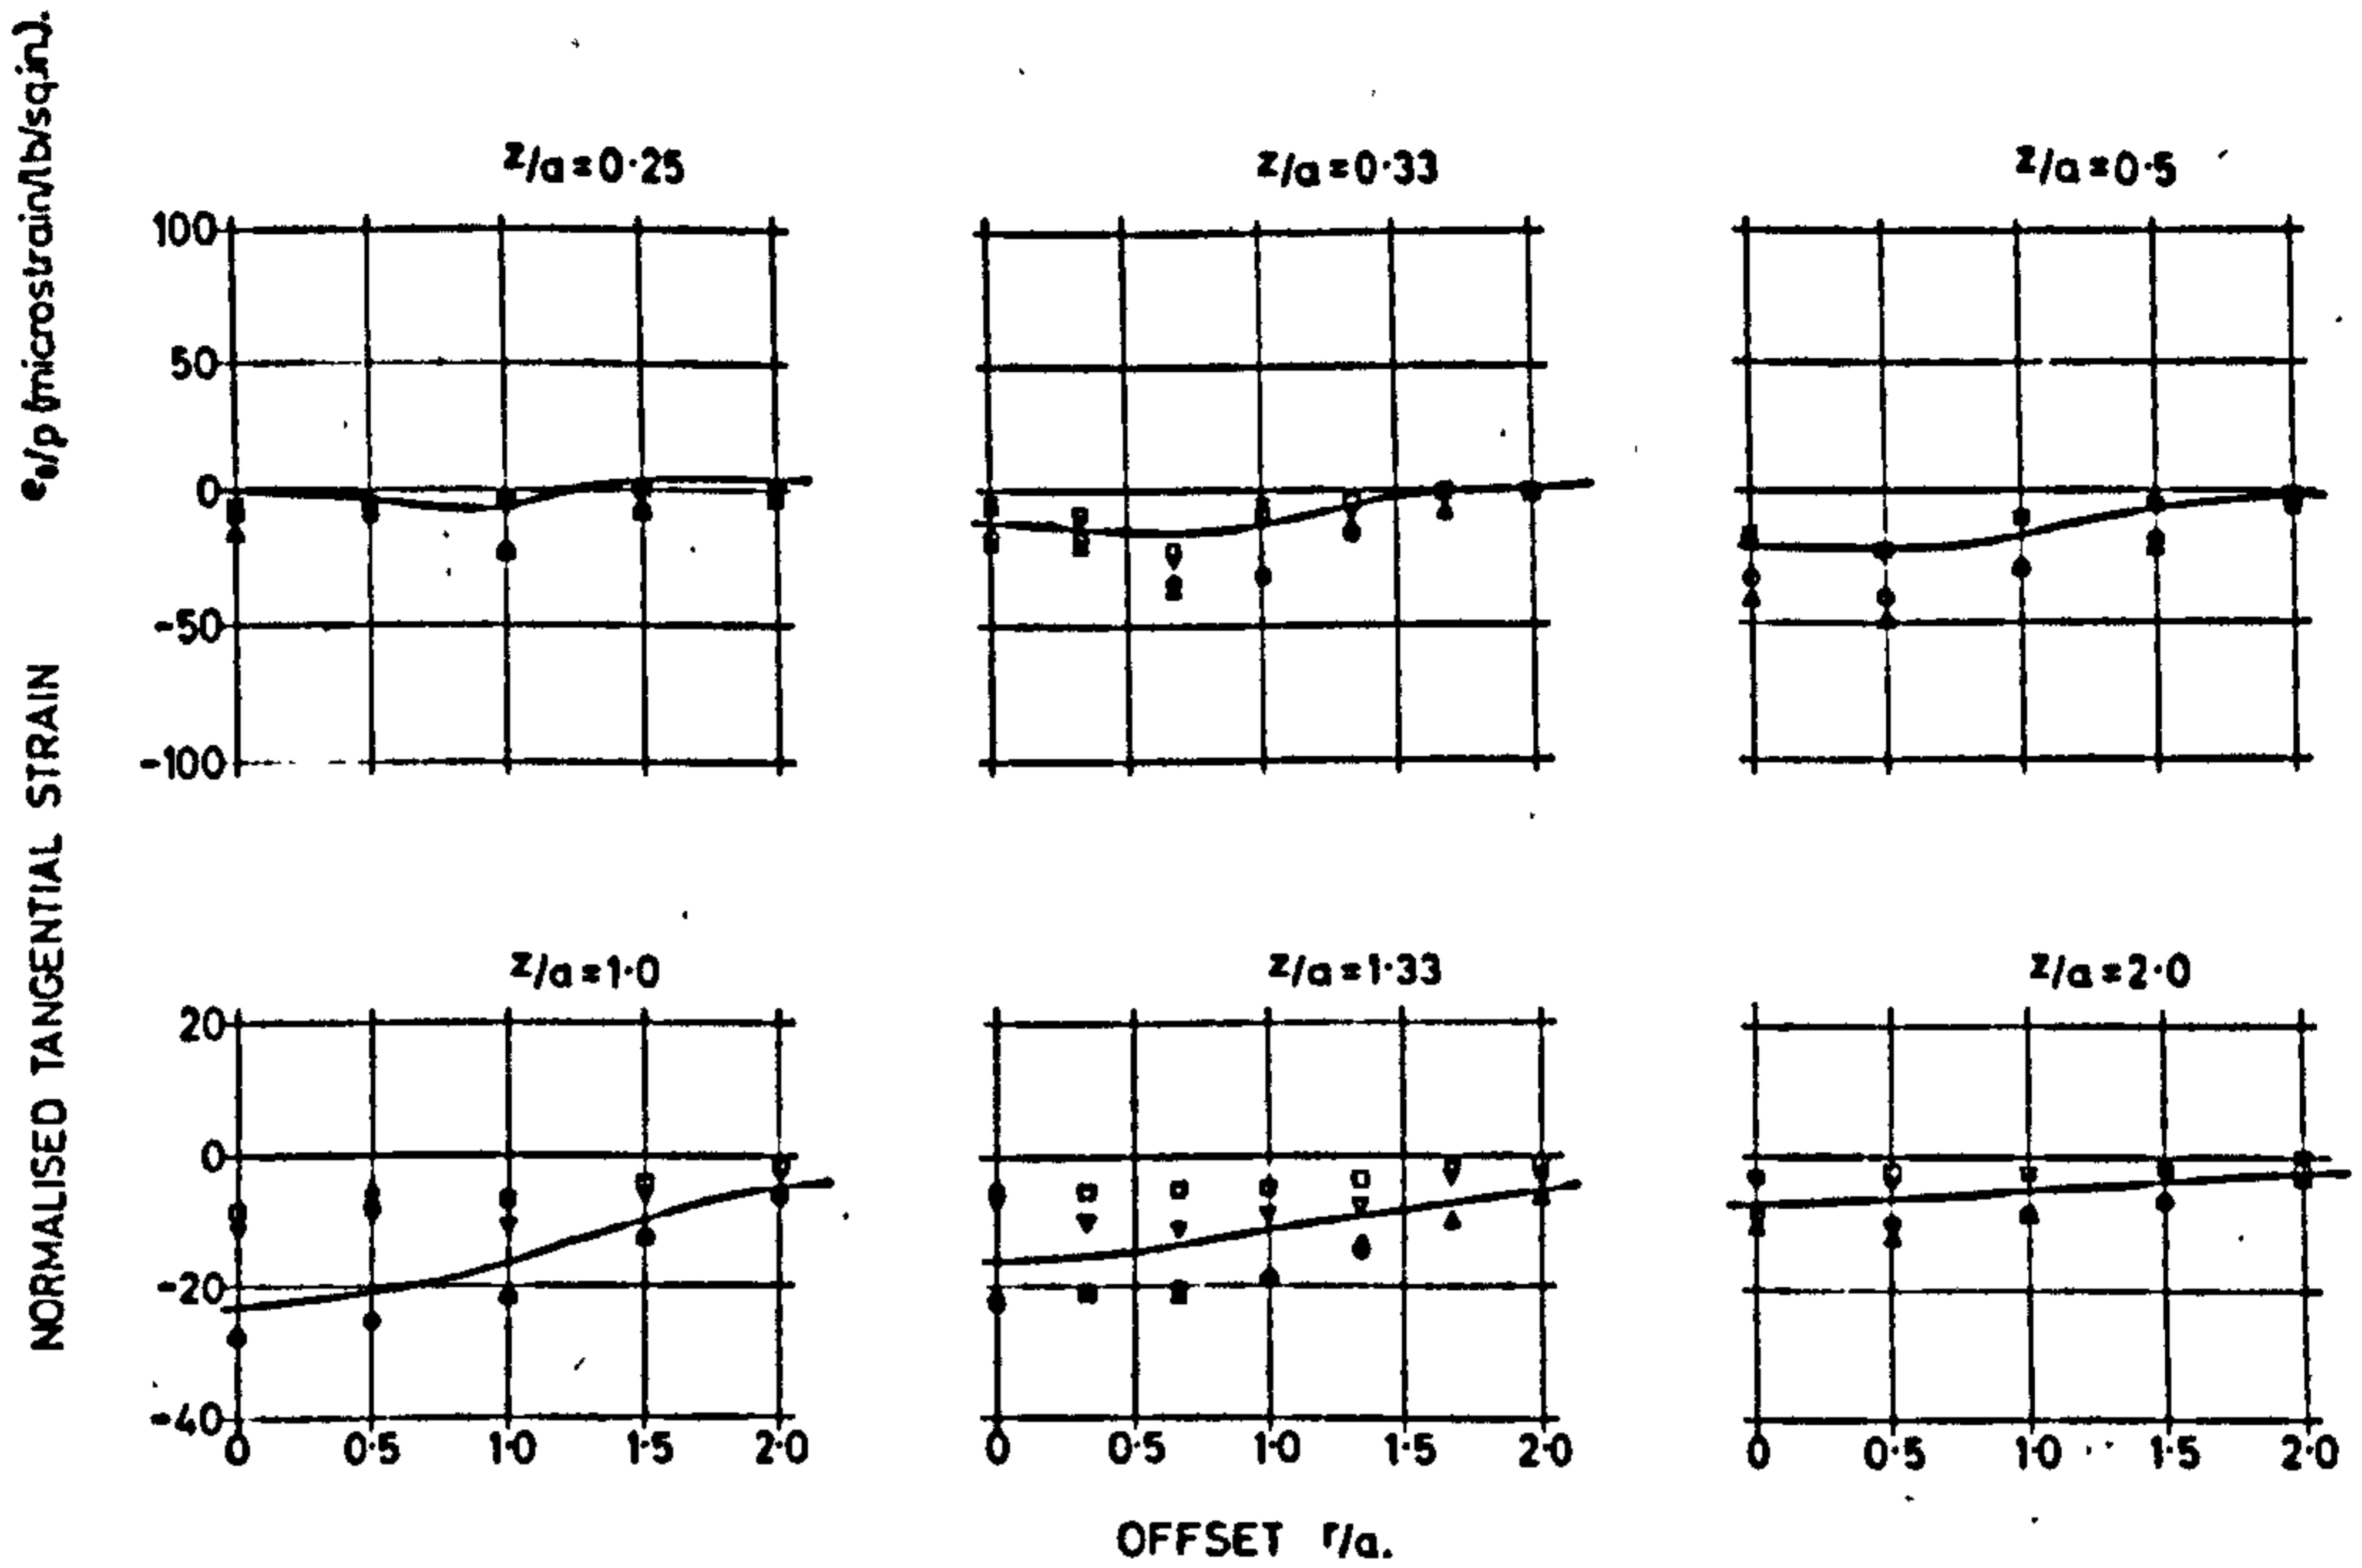 NORMALISED TANGENTIAL STRAIN eθ/p (microstrain/lb/sq.in).
z/a=0·25
z/a=0·33
z/a=0·5
100
50
0
-50
-100
z/a=1·0
z/a=1·33
z/a=2·0
20
0
-20
-40
0 0·5 1·0 1·5 2·0
0 0·5 1·0 1·5 2·0
0 0·5 1·0 1·5 2·0
OFFSET r/a.